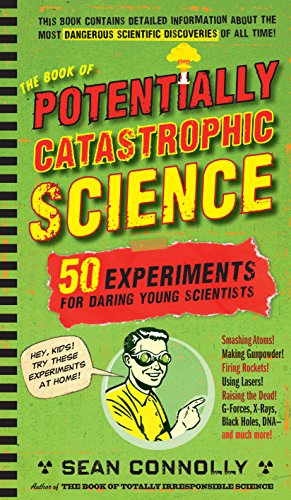 THIS BOOK CONTAINS DETAILED INFORMATION ABOUT THE
MOST DANGEROUS SCIENTIFIC DISCOVERIES OF ALL TIME!
THE BOOK OF
POTENTIALLY
CATASTROPHIC
SCIENCE
50 EXPERIMENTS
FOR DARING YOUNG SCIENTISTS
HEY, KIDS!
TRY THESE
EXPERIMENTS
AT HOME!
Smashing Atoms!
Making Gunpowder!
Firing Rockets!
Using Lasers!
Raising the Dead!
G-Forces, X-Rays,
Black Holes, DNA—
and much more!
SEAN CONNOLLY
Author of THE BOOK OF TOTALLY IRRESPONSIBLE SCIENCE